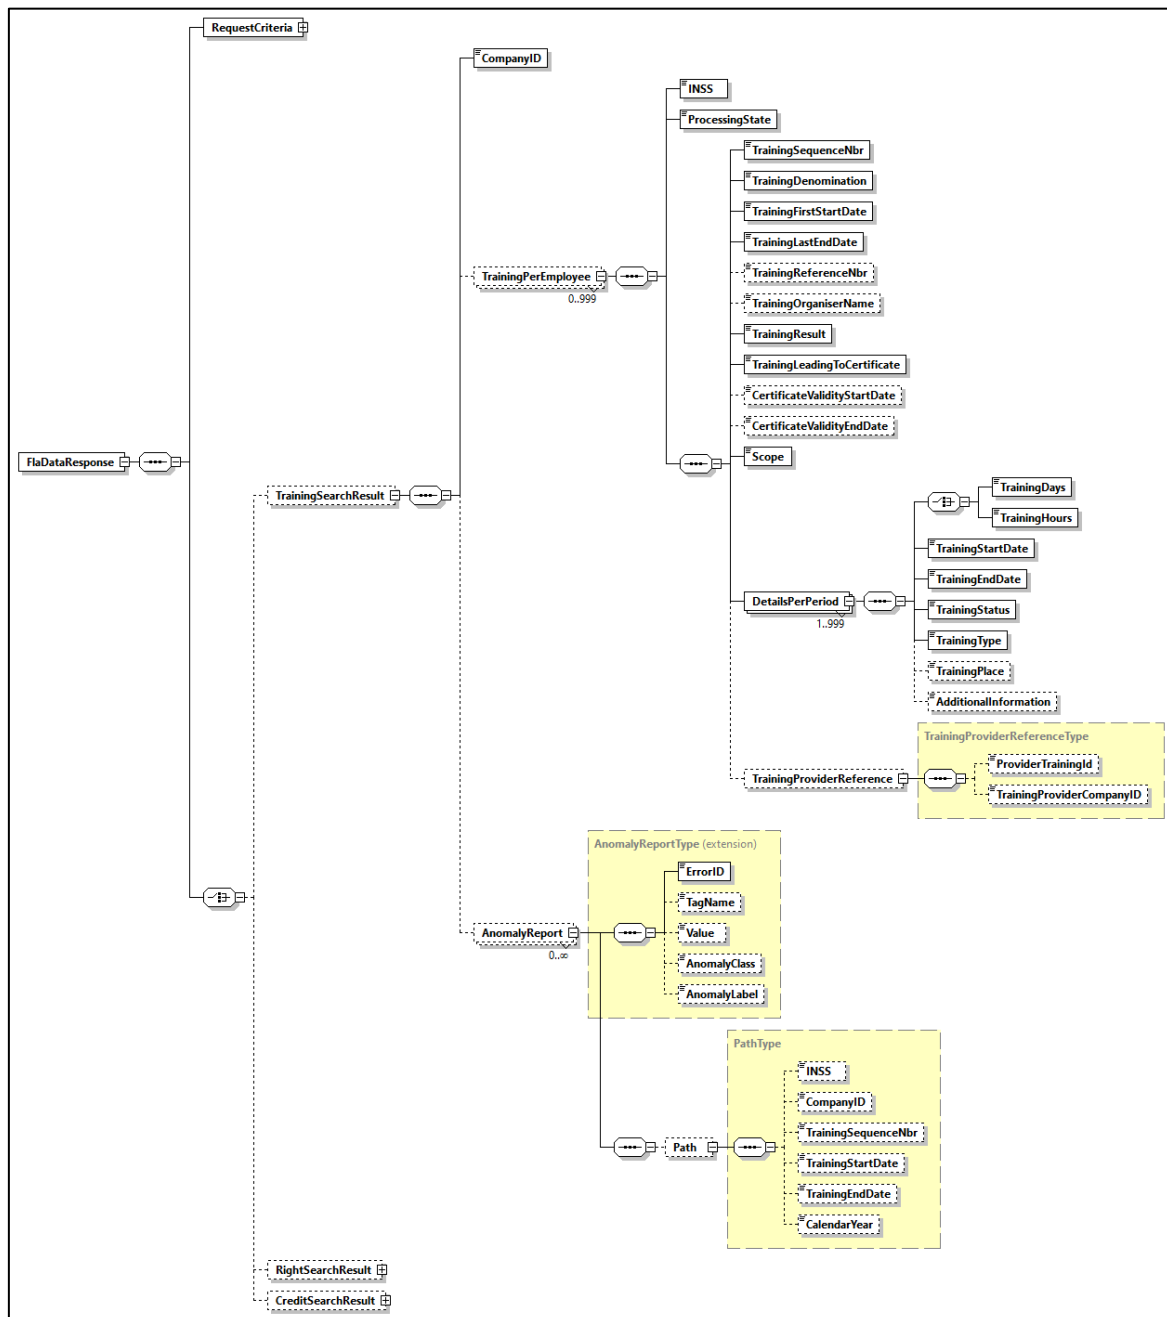 RequestCriteria
CompanyID
INSS
ProcessingState
TrainingSequenceNbr
TrainingDenomination
TrainingFirstStartDate
TrainingLastEndDate
TrainingPerEmployee
0..999
TrainingReferenceNbr
TrainingOrganiserName
TrainingResult
TrainingLeadingToCertificate
CertificateValidityStartDate
CertificateValidityEndDate
Scope
FlaDataResponse
TrainingSearchResult
TrainingDays
TrainingHours
TrainingStartDate
TrainingEndDate
DetailsPerPeriod
1..999
TrainingStatus
TrainingType
TrainingPlace
AdditionalInformation
TrainingProviderReferenceType
TrainingProviderReference
ProviderTrainingId
TrainingProviderCompanyID
AnomalyReportType (extension)
ErrorID
TagName
AnomalyReport
0..∞
Value
AnomalyClass
AnomalyLabel
PathType
INSS
CompanyID
TrainingSequenceNbr
Path
TrainingStartDate
TrainingEndDate
CalendarYear
RightSearchResult
CreditSearchResult